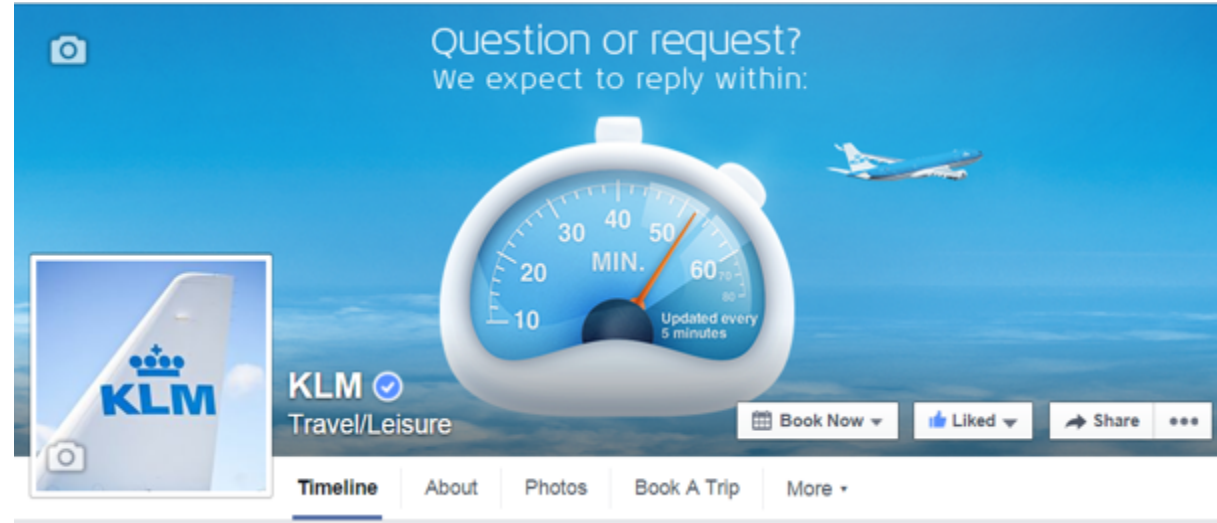 Question or request?
We expect to reply within:
10
20
30
40
50
60
70
80
MIN.
Updated every
5 minutes
KLM
KLM
Travel/Leisure
Book Now
Liked
Share
Timeline
About
Photos
Book A Trip
More